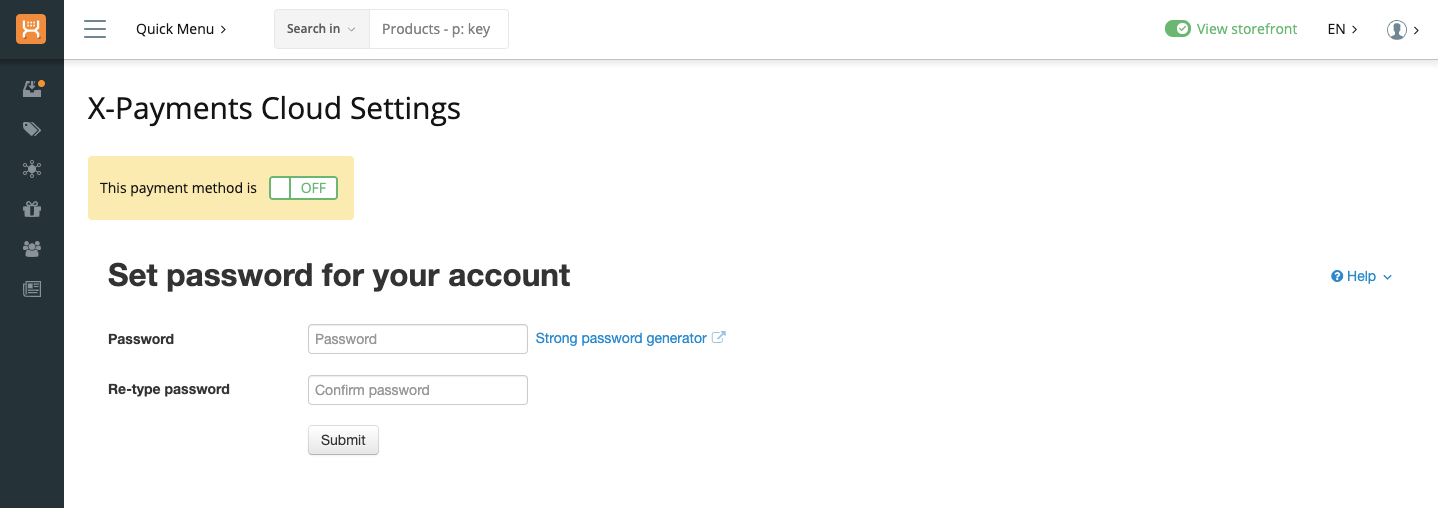 Quick Menu
Search in
Products - p: key
View storefront
EN
X-Payments Cloud Settings
This payment method is OFF
Set password for your account
Help
Password
Password
Strong password generator
Re-type password
Confirm password
Submit